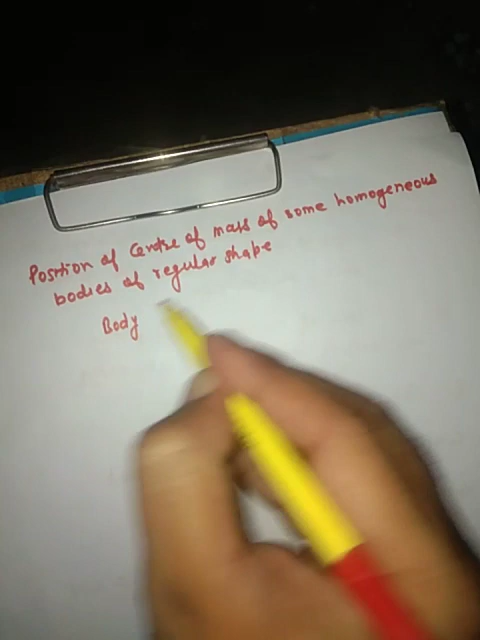 Position of Centre of mass of some homogeneous
bodies of regular shape
Body